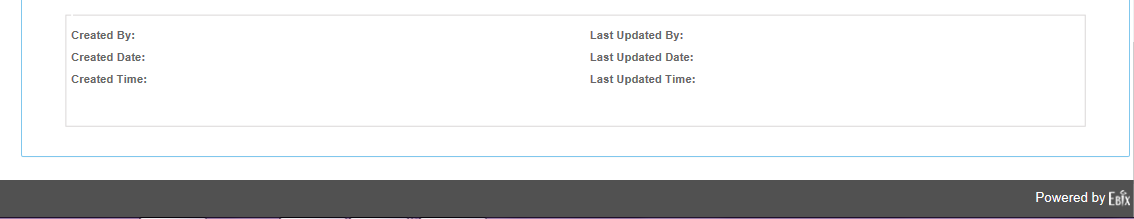 Created By:
Last Updated By:
Created Date:
Last Updated Date:
Created Time:
Last Updated Time:
Powered by EBIX